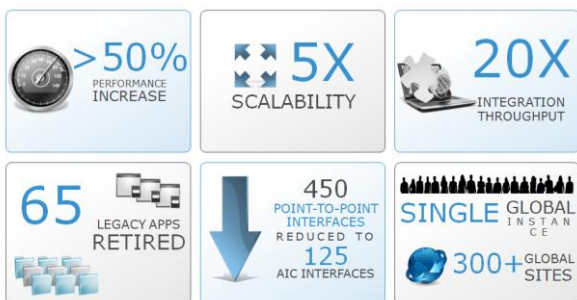 >50%
PERFORMANCE
INCREASE
5X
SCALABILITY
20X
INTEGRATION
THROUGHPUT
65
LEGACY APPS
RETIRED
450
POINT-TO-POINT
INTERFACES
REDUCED TO
125
AIC INTERFACES
SINGLE GLOBAL
INSTAN
CE
300+ GLOBAL
SITES